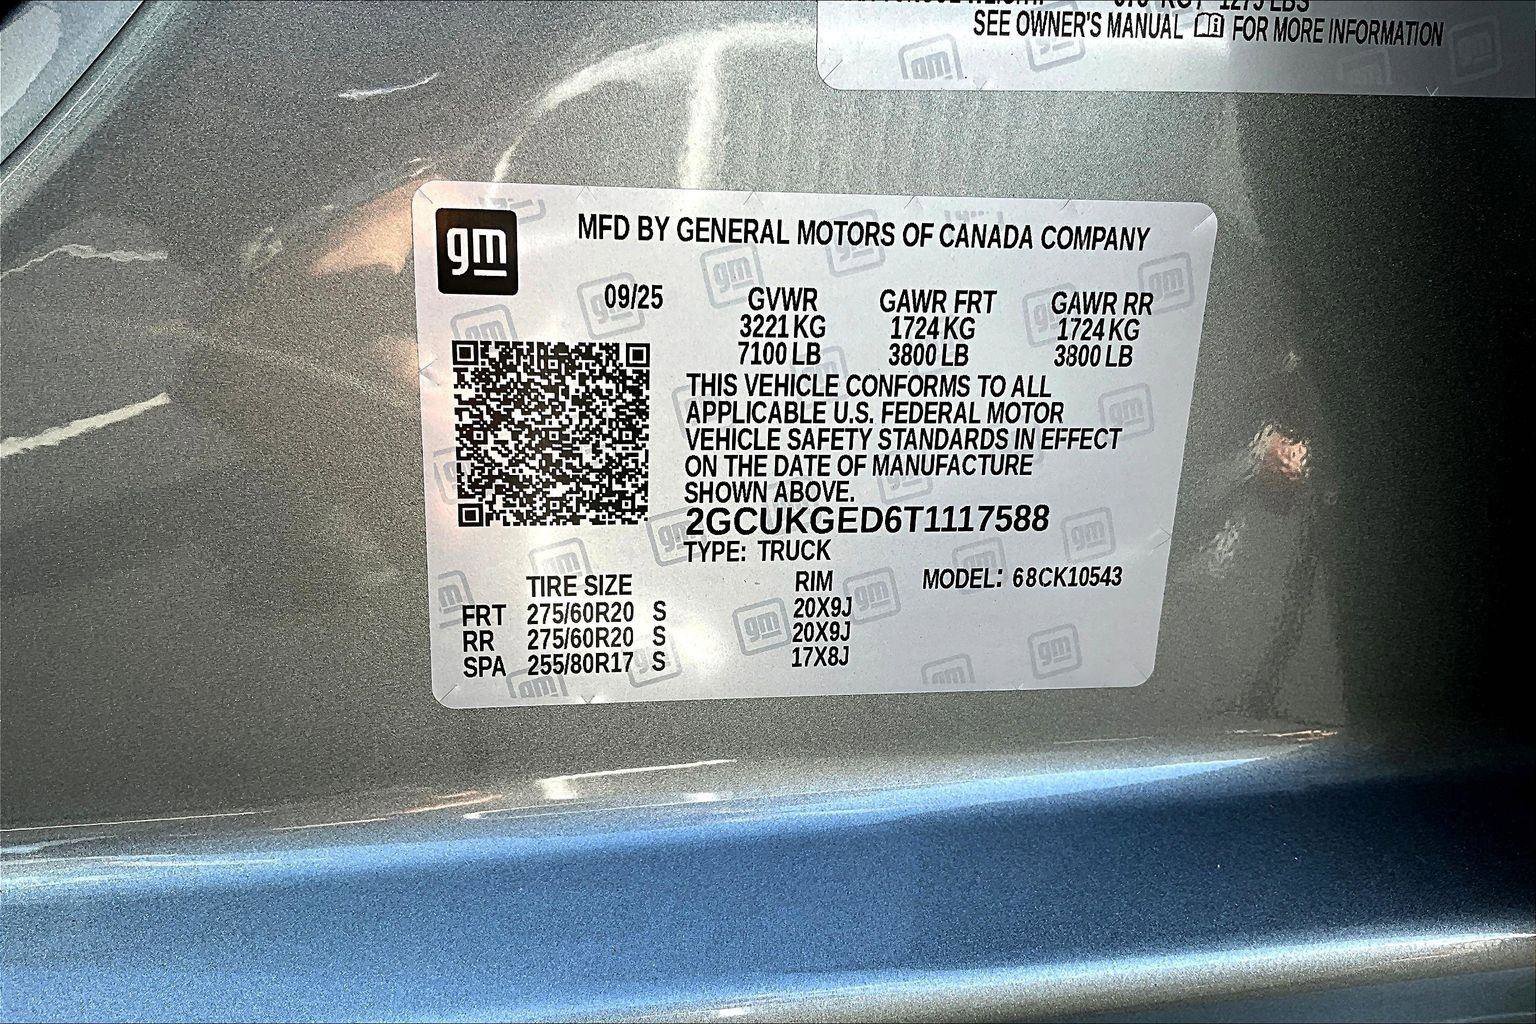 1279 LBS
SEE OWNER'S MANUAL FOR MORE INFORMATION
gm
MFD BY GENERAL MOTORS OF CANADA COMPANY
09/25 GVWR GAWR FRT GAWR RR
3221 KG 1724 KG 1724 KG
7100 LB 3800 LB 3800 LB
THIS VEHICLE CONFORMS TO ALL
APPLICABLE U.S. FEDERAL MOTOR
VEHICLE SAFETY STANDARDS IN EFFECT
ON THE DATE OF MANUFACTURE
SHOWN ABOVE.
2GCUKGED6T1117588
TYPE: TRUCK
TIRE SIZE RIM MODEL: 68CK10543
FRT 275/60R20 S 20X9J
RR 275/60R20 S 20X9J
SPA 255/80R17 S 17X8J